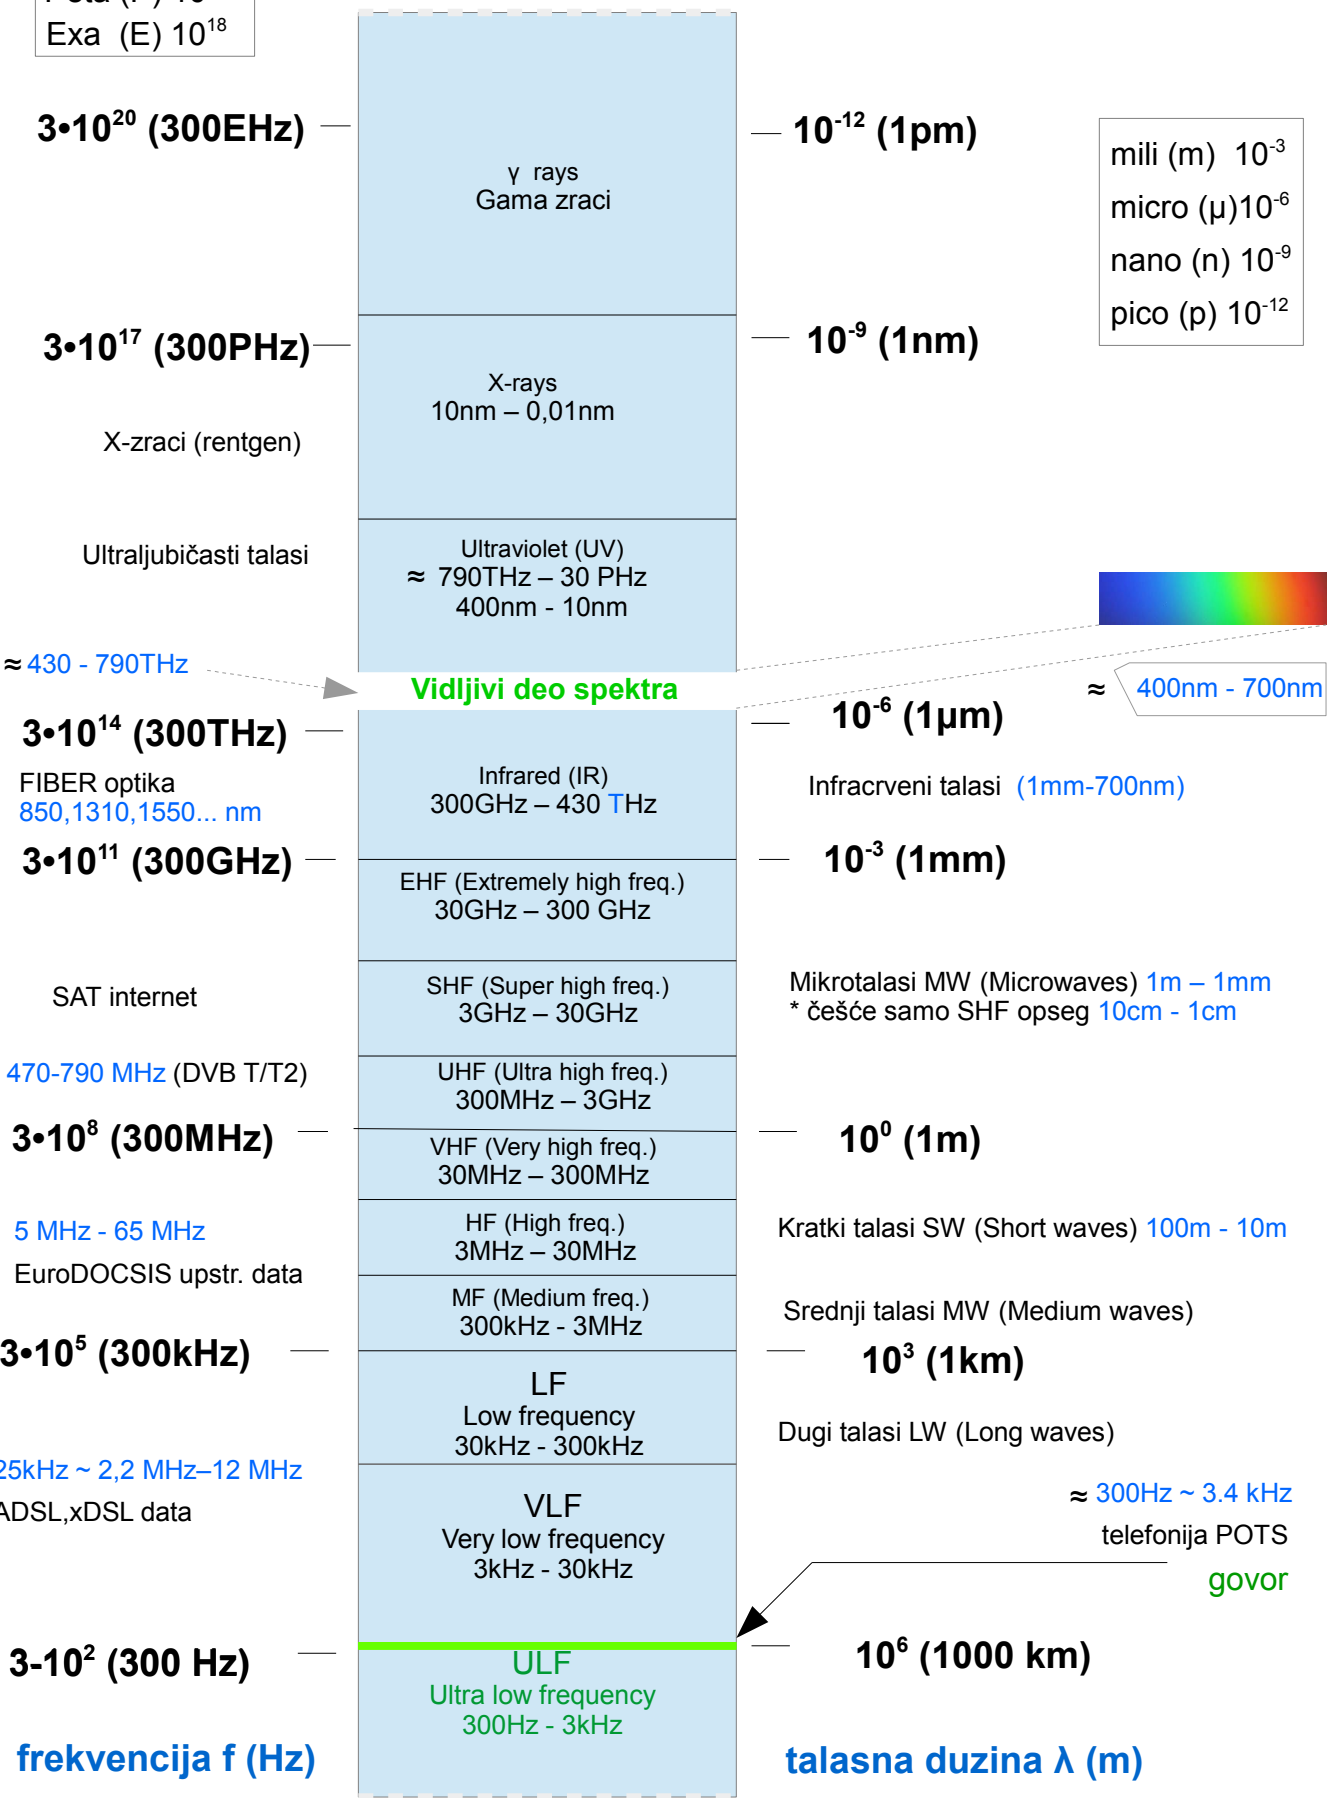 Exa (E) 10¹⁸
3•10²⁰ (300EHz)
10⁻¹² (1pm)
mili (m) 10⁻³
micro (μ)10⁻⁶
nano (n) 10⁻⁹
pico (p) 10⁻¹²
γ rays
Gama zraci
3•10¹⁷ (300PHz)
10⁻⁹ (1nm)
X-rays
10nm – 0,01nm
X-zraci (rentgen)
Ultraljubičasti talasi
Ultraviolet (UV)
≈ 790THz – 30 PHz
400nm - 10nm
≈ 430 - 790THz
Vidljivi deo spektra
≈ 400nm - 700nm
3•10¹⁴ (300THz)
10⁻⁶ (1μm)
FIBER optika
850,1310,1550... nm
Infrared (IR)
300GHz – 430 THz
Infracrveni talasi (1mm-700nm)
3•10¹¹ (300GHz)
10⁻³ (1mm)
EHF (Extremely high freq.)
30GHz – 300 GHz
SAT internet
SHF (Super high freq.)
3GHz – 30GHz
Mikrotalasi MW (Microwaves) 1m – 1mm
* češće samo SHF opseg 10cm - 1cm
470-790 MHz (DVB T/T2)
UHF (Ultra high freq.)
300MHz – 3GHz
3•10⁸ (300MHz)
10⁰ (1m)
VHF (Very high freq.)
30MHz – 300MHz
5 MHz - 65 MHz
EuroDOCSIS upstr. data
HF (High freq.)
3MHz – 30MHz
Kratki talasi SW (Short waves) 100m - 10m
MF (Medium freq.)
300kHz - 3MHz
Srednji talasi MW (Medium waves)
3•10⁵ (300kHz)
10³ (1km)
LF
Low frequency
30kHz - 300kHz
Dugi talasi LW (Long waves)
25kHz ~ 2,2 MHz–12 MHz
ADSL,xDSL data
VLF
Very low frequency
3kHz - 30kHz
≈ 300Hz ~ 3.4 kHz
telefonija POTS
govor
3-10² (300 Hz)
10⁶ (1000 km)
ULF
Ultra low frequency
300Hz - 3kHz
frekvencija f (Hz)
talasna duzina λ (m)